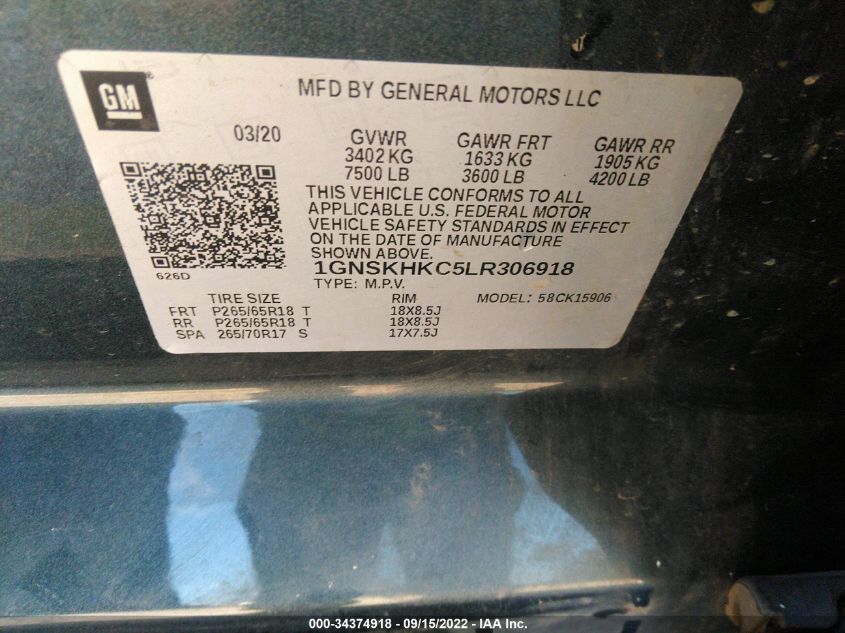 GM ®
MFD BY GENERAL MOTORS LLC
03/20 GVWR GAWR FRT GAWR RR
3402 KG 1633 KG 1905 KG
7500 LB 3600 LB 4200 LB
THIS VEHICLE CONFORMS TO ALL
APPLICABLE U.S. FEDERAL MOTOR
VEHICLE SAFETY STANDARDS IN EFFECT
ON THE DATE OF MANUFACTURE
SHOWN ABOVE.
626D 1GNSKHKC5LR306918
TYPE: M.P.V. MODEL: 58CK15906
TIRE SIZE RIM
FRT P265/65R18 T 18X8.5J
RR P265/65R18 T 18X8.5J
SPA 265/70R17 S 17X7.5J
000-34374918 - 09/15/2022 - IAA Inc.